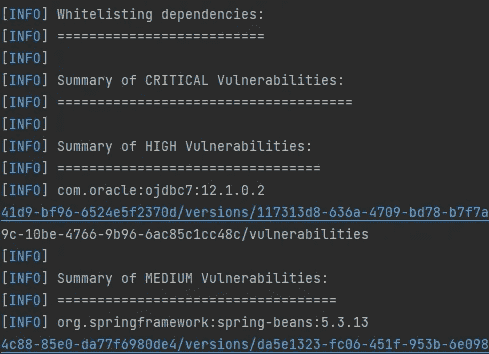 [INFO] Whitelisting dependencies:
[INFO] ==========================
[INFO]
[INFO] Summary of CRITICAL Vulnerabilities:
[INFO] =====================================
[INFO]
[INFO] Summary of HIGH Vulnerabilities:
[INFO] =================================
[INFO] com.oracle:ojdbc7:12.1.0.2
41d9-bf96-6524e5f2370d/versions/117313d8-636a-4709-bd78-b7f7a
9c-10be-4766-9b96-6ac85c1cc48c/vulnerabilities
[INFO]
[INFO] Summary of MEDIUM Vulnerabilities:
[INFO] ===================================
[INFO] org.springframework:spring-beans:5.3.13
4c88-85e0-da77f6980de4/versions/da5e1323-fc06-451f-953b-6e098